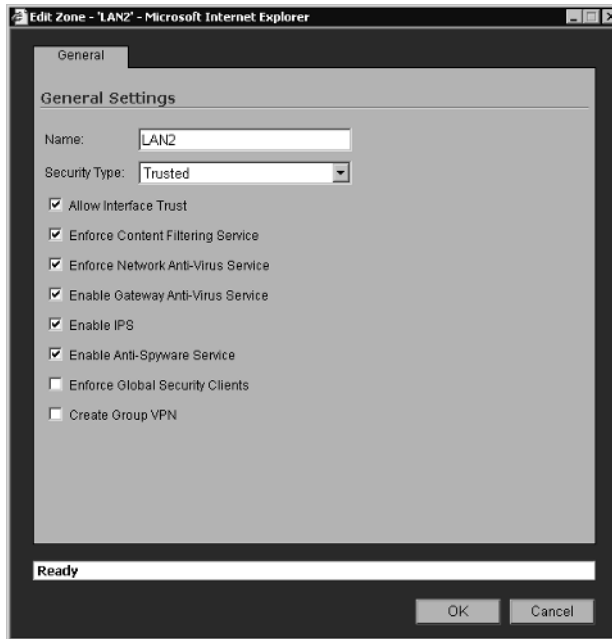 Edit Zone - 'LAN2' - Microsoft Internet Explorer
General
General Settings
Name: LAN2
Security Type: Trusted
Allow Interface Trust
Enforce Content Filtering Service
Enforce Network Anti-Virus Service
Enable Gateway Anti-Virus Service
Enable IPS
Enable Anti-Spyware Service
Enforce Global Security Clients
Create Group VPN
Ready
OK Cancel